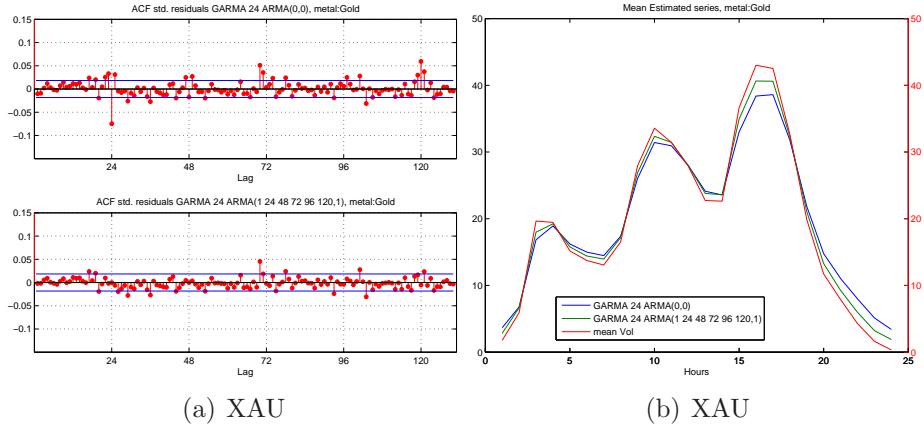 ACF std. residuals GARMA 24 ARMA(0,0), metal:Gold
0.15
0.1
0.05
0
−0.05
−0.1
24 48 72 96 120
Lag
ACF std. residuals GARMA 24 ARMA(1 24 48 72 96 120,1), metal:Gold
0.15
0.1
0.05
0
−0.05
−0.1
24 48 72 96 120
Lag
(a) XAU
Mean Estimated series, metal:Gold
50 50
40 40
30 30
20 20
10 10
0 0
GARMA 24 ARMA(0,0)
GARMA 24 ARMA(1 24 48 72 96 120,1)
mean Vol
0 5 10 15 20 25
Hours
(b) XAU